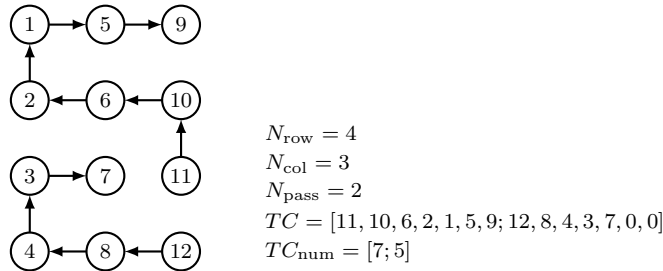 1 5 9
2 6 10
N_row = 4
N_col = 3
3 7 11
N_pass = 2
TC = [11, 10, 6, 2, 1, 5, 9; 12, 8, 4, 3, 7, 0, 0]
4 8 12
TC_num = [7; 5]